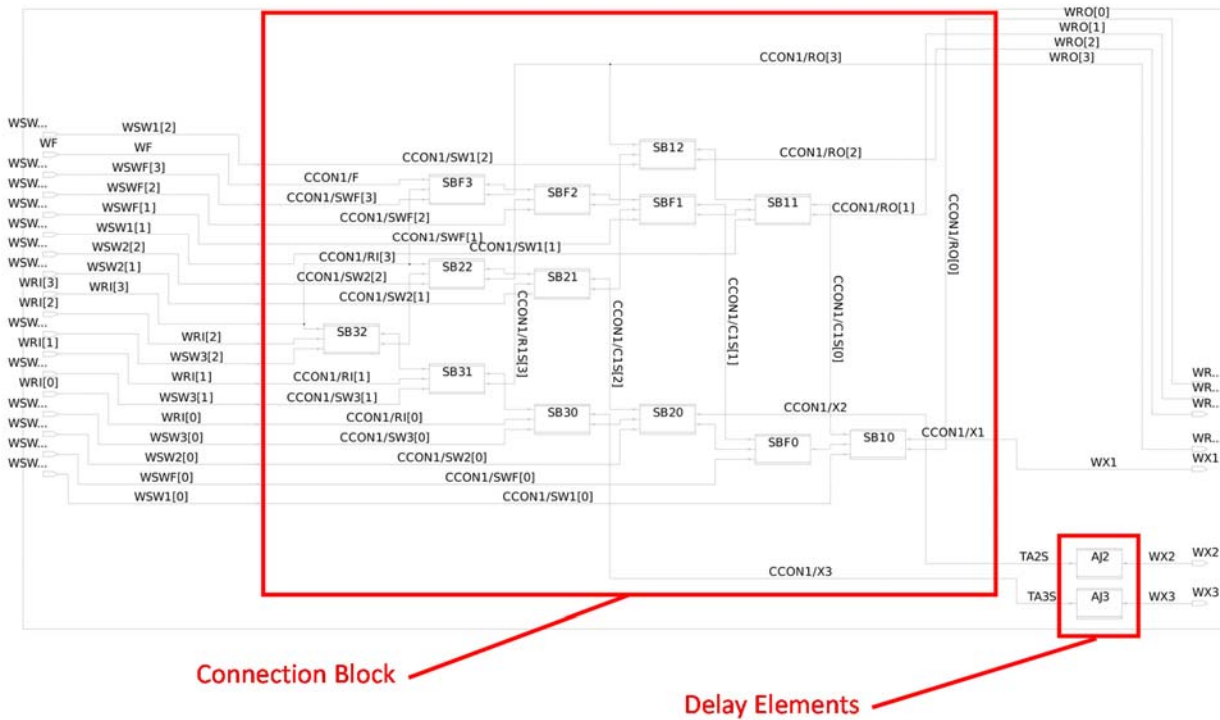 WRO[0]
WRO[1]
WRO[2]
CCON1/RO[3] WRO[3]
WSW... WSW1[2]
WF WF
WSW... WSWF[3]
WSW... WSWF[2]
WSW... WSWF[1]
WSW... WSW1[1]
WSW... WSW2[2]
WSW... WSW2[1]
WRI[3] WRI[3]
WRI[2]
WSW...
WRI[1]
WSW...
WRI[0]
WSW...
WSW...
WSW...
WSW...
SB12
CCON1/SW1[2] CCON1/RO[2]
CCON1/F SBF3
CCON1/SWF[3] SBF2 SBF1 SB11
CCON1/SWF[2] CCON1/RO[1]
CCON1/SWF[1]
CCON1/SW1[1]
CCON1/RI[3]
SB22 SB21
CCON1/SW2[2]
CCON1/SW2[1]
CCON1/R1S[3]
CCON1/C1S[2]
CCON1/C1S[1]
CCON1/C1S[0]
CCON1/RO[0]
WRI[2] SB32
WSW3[2]
WRI[1] CCON1/RI[1] SB31
WSW3[1] CCON1/SW3[1]
WRI[0] CCON1/RI[0] SB30 SB20 CCON1/X2
WSW3[0] CCON1/SW3[0] SBF0 SB10 CCON1/X1
WSW2[0] CCON1/SW2[0]
WSWF[0] CCON1/SWF[0]
WSW1[0] CCON1/SW1[0]
WR...
WR...
WR...
WR...
WX1 WX1
TA2S AJ2 WX2 WX2
CCON1/X3
TA3S AJ3 WX3 WX3
Connection Block
Delay Elements